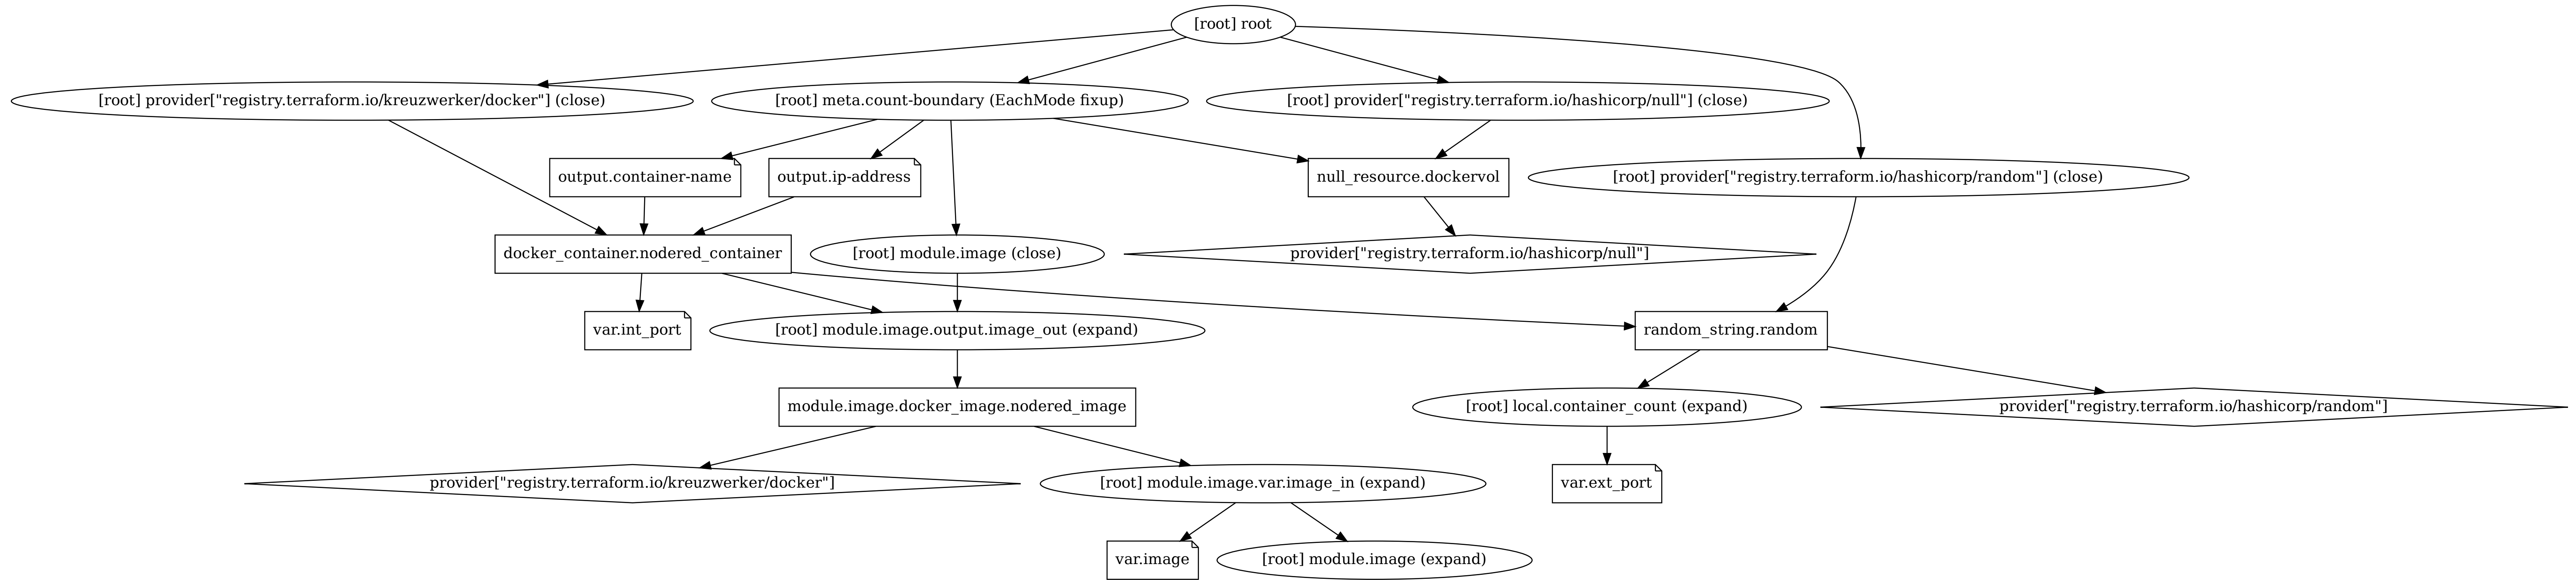 [root] root
[root] provider["registry.terraform.io/kreuzwerker/docker"] (close)
[root] meta.count-boundary (EachMode fixup)
[root] provider["registry.terraform.io/hashicorp/null"] (close)
output.container-name
output.ip-address
null_resource.dockervol
[root] provider["registry.terraform.io/hashicorp/random"] (close)
docker_container.nodered_container
[root] module.image (close)
provider["registry.terraform.io/hashicorp/null"]
var.int_port
[root] module.image.output.image_out (expand)
random_string.random
module.image.docker_image.nodered_image
[root] local.container_count (expand)
provider["registry.terraform.io/hashicorp/random"]
provider["registry.terraform.io/kreuzwerker/docker"]
[root] module.image.var.image_in (expand)
var.ext_port
var.image
[root] module.image (expand)